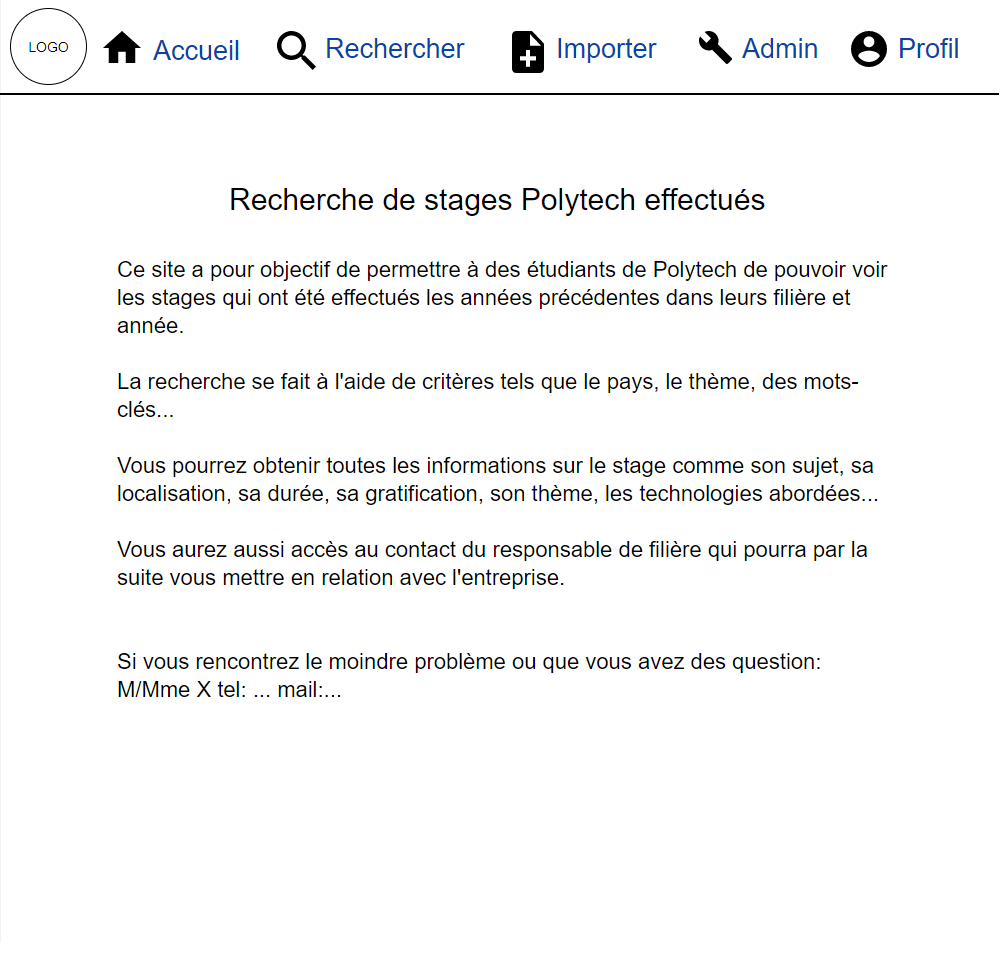 LOGO Accueil Rechercher Importer Admin Profil
Recherche de stages Polytech effectués
Ce site a pour objectif de permettre à des étudiants de Polytech de pouvoir voir
les stages qui ont été effectués les années précédentes dans leurs filière et
année.
La recherche se fait à l'aide de critères tels que le pays, le thème, des mots-
clés...
Vous pourrez obtenir toutes les informations sur le stage comme son sujet, sa
localisation, sa durée, sa gratification, son thème, les technologies abordées...
Vous aurez aussi accès au contact du responsable de filière qui pourra par la
suite vous mettre en relation avec l'entreprise.
Si vous rencontrez le moindre problème ou que vous avez des question:
M/Mme X tel: ... mail:...